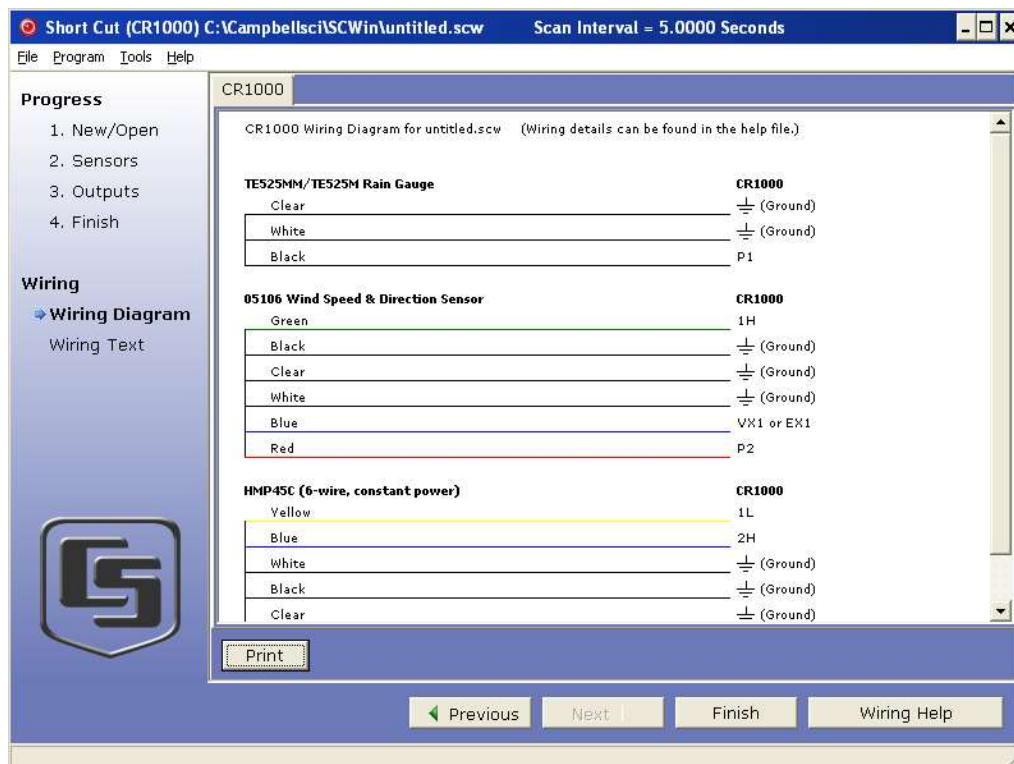 Short Cut (CR1000) C:\Campbellsci\SCWin\untitled.scw Scan Interval = 5.0000 Seconds
File Program Tools Help
Progress
1. New/Open
2. Sensors
3. Outputs
4. Finish
Wiring
Wiring Diagram
Wiring Text
CR1000
CR1000 Wiring Diagram for untitled.scw (Wiring details can be found in the help file.)
TE525MM/TE525M Rain Gauge CR1000
Clear (Ground)
White (Ground)
Black P1
05106 Wind Speed & Direction Sensor CR1000
Green 1H
Black (Ground)
Clear (Ground)
White (Ground)
Blue VX1 or EX1
Red P2
HMP45C (6-wire, constant power) CR1000
Yellow 1L
Blue 2H
White (Ground)
Black (Ground)
Clear (Ground)
CS
Print
Previous Next Finish Wiring Help